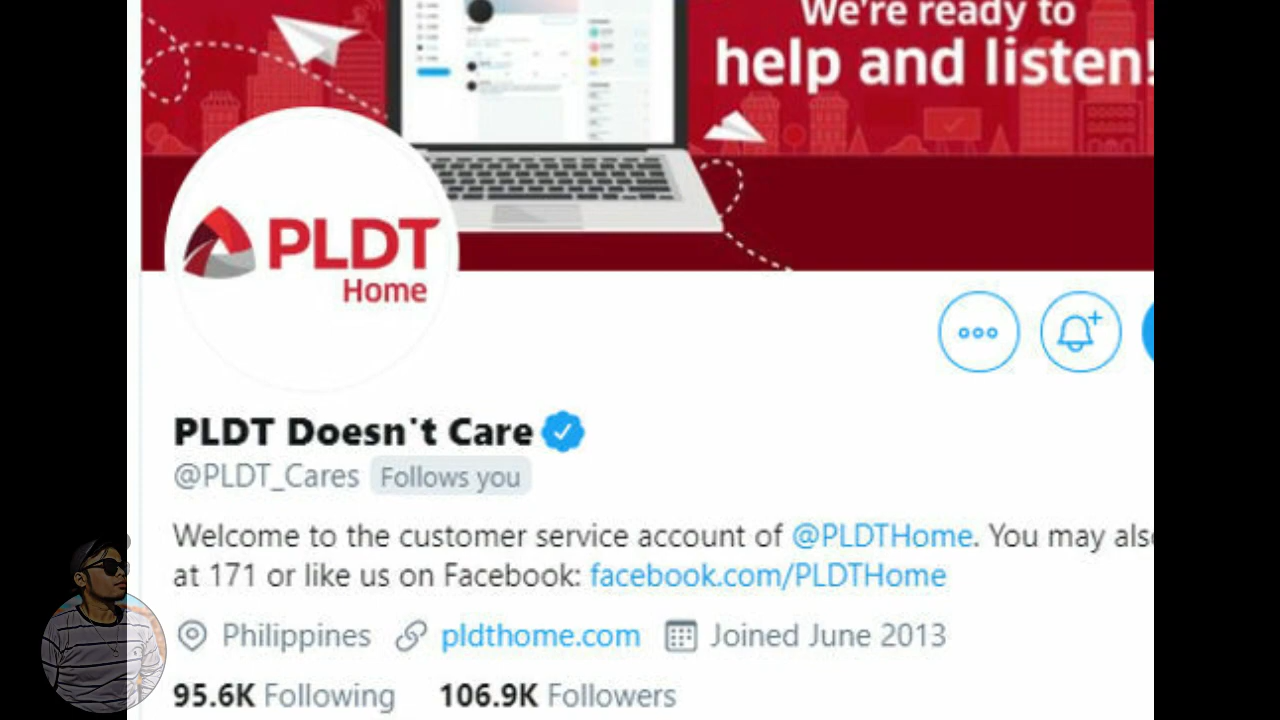 We're ready to
help and listen!
PLDT
Home
PLDT Doesn't Care
@PLDT_Cares Follows you
Welcome to the customer service account of @PLDTHome. You may also
at 171 or like us on Facebook: facebook.com/PLDTHome
Philippines pldthome.com Joined June 2013
95.6K Following 106.9K Followers